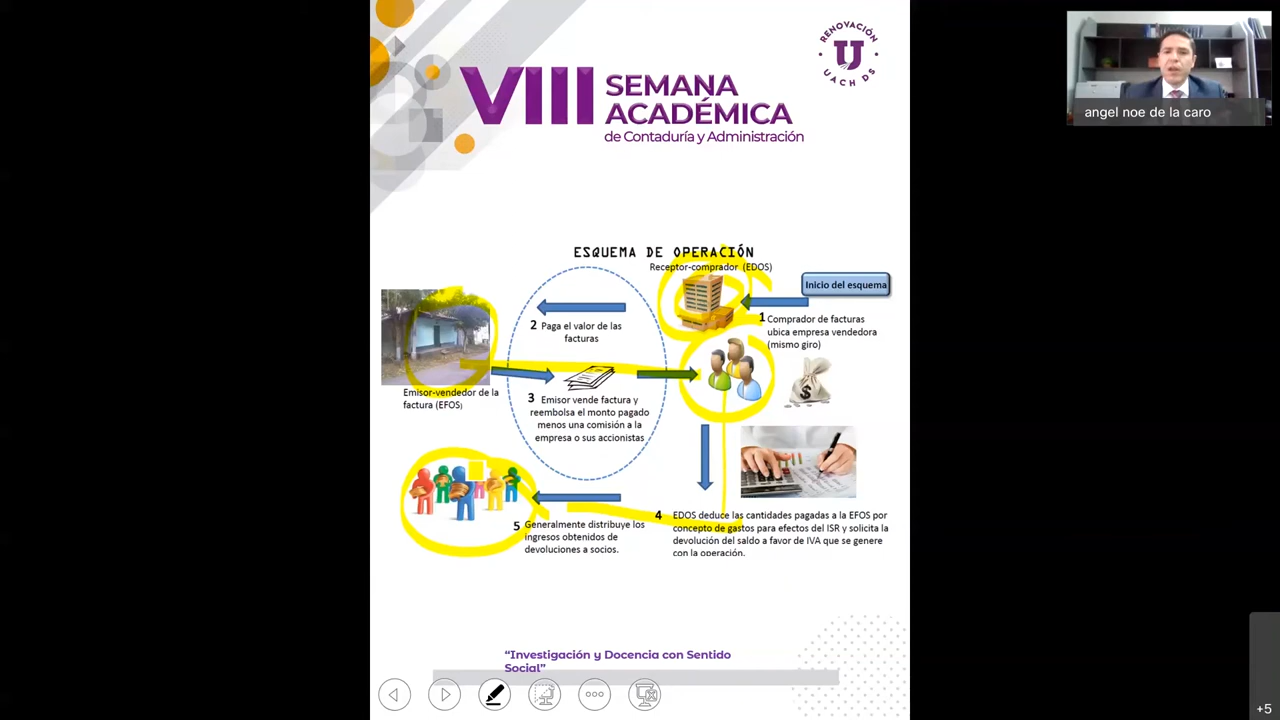 RENOVACIÓN
U
UACH DS
VIII SEMANA
ACADÉMICA
de Contaduría y Administración
angel noe de la caro
ESQUEMA DE OPERACIÓN
Receptor-comprador (EDOS)
Inicio del esquema
1 Comprador de facturas
ubica empresa vendedora
(mismo giro)
2 Paga el valor de las
facturas
Emisor-vendedor de la
factura (EFOS)
3 Emisor vende factura y
reembolsa el monto pagado
menos una comisión a la
empresa o sus accionistas
$
4 EDOS deduce las cantidades pagadas a la EFOS por
concepto de gastos para efectos del ISR y solicita la
devolución del saldo a favor de IVA que se genere
con la operación.
5 Generalmente distribuye los
ingresos obtenidos de
devoluciones a socios.
“Investigación y Docencia con Sentido
Social”
+5